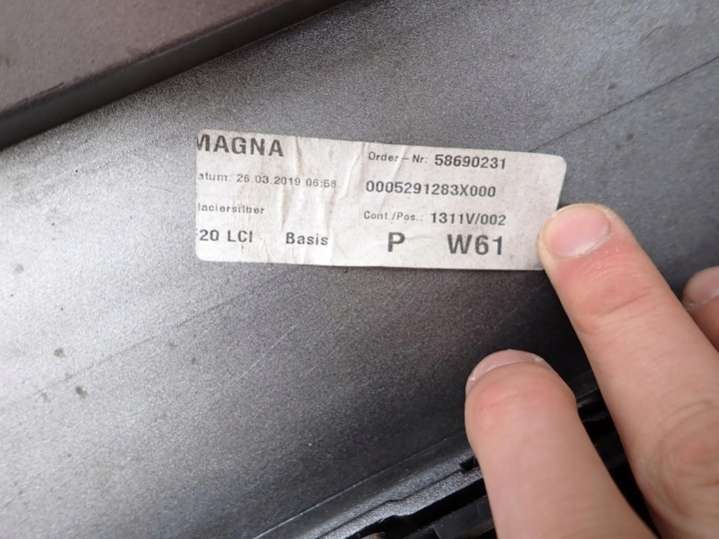 MAGNA
Order-Nr: 58690231
atum: 26.03.2019 06:58
0005291283X000
laciersilber
Cont./Pos.: 1311V/002
20 LCI Basis P W61